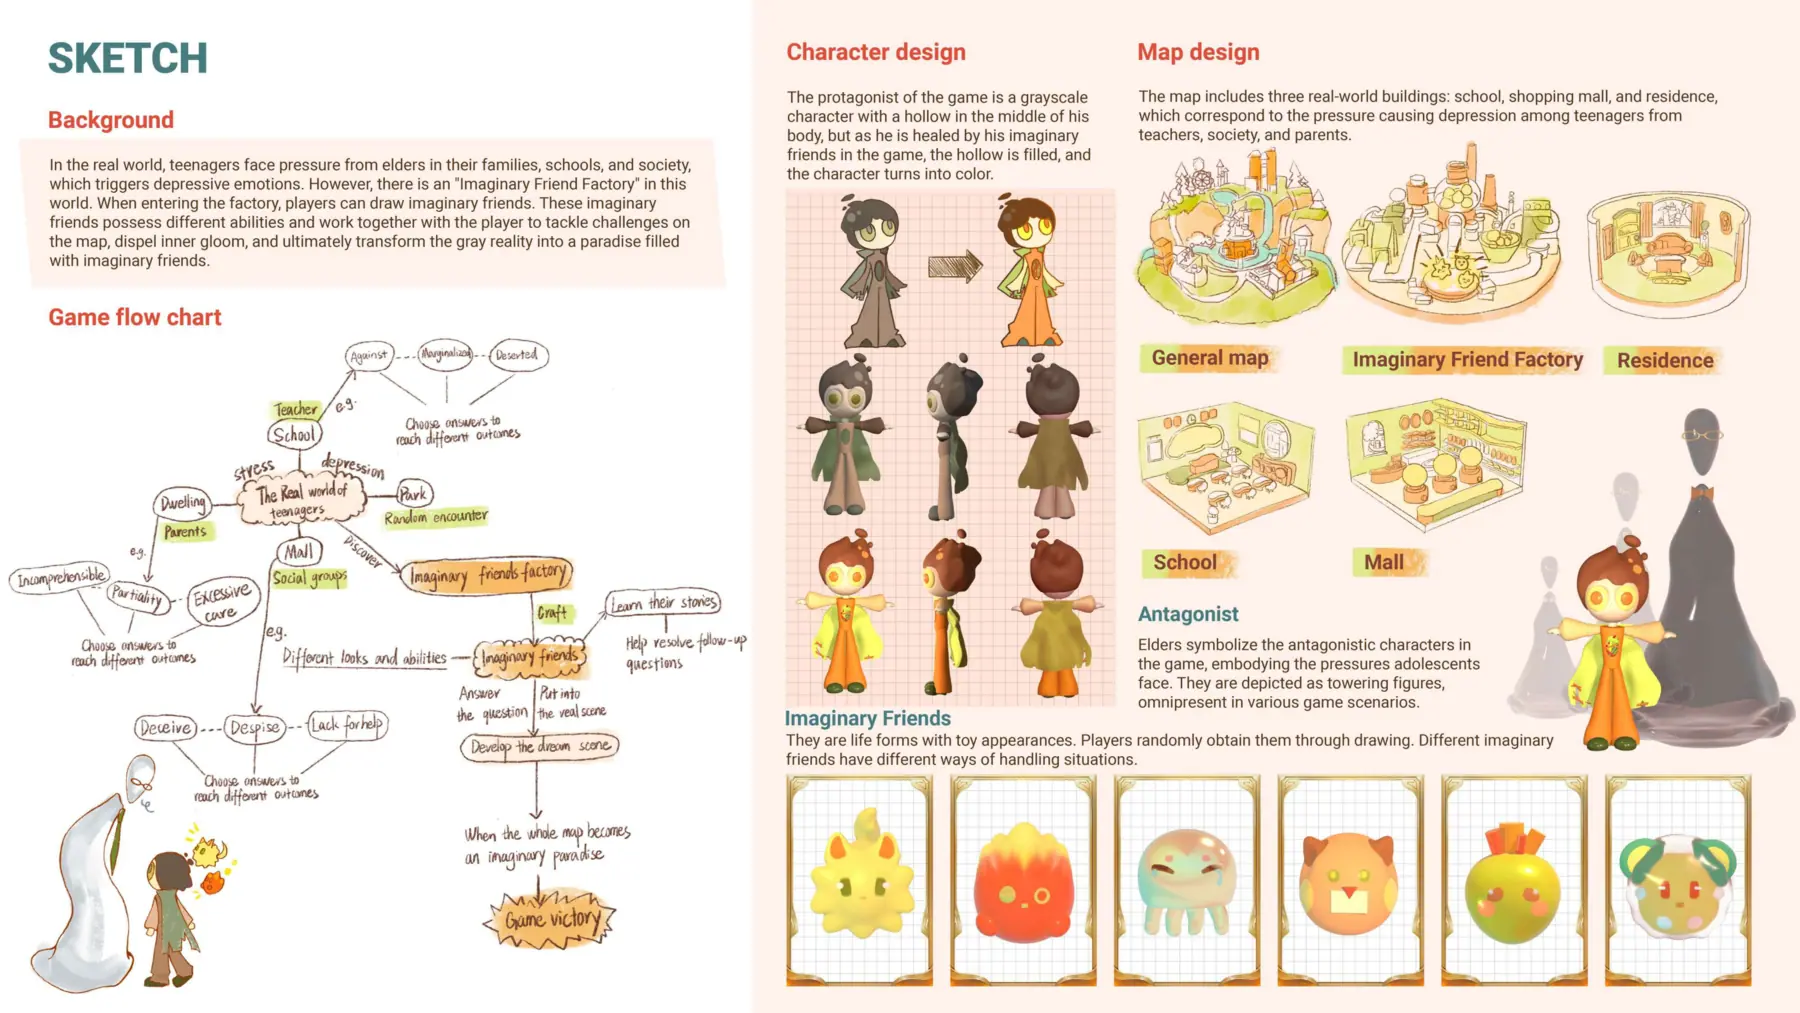 SKETCH
Background
In the real world, teenagers face pressure from elders in their families, schools, and society,
which triggers depressive emotions. However, there is an "Imaginary Friend Factory" in this
world. When entering the factory, players can draw imaginary friends. These imaginary
friends possess different abilities and work together with the player to tackle challenges on
the map, dispel inner gloom, and ultimately transform the gray reality into a paradise filled
with imaginary friends.
Game flow chart
Against
Marginalized
Deserted
Teacher
e.g.
School
Choose answers to
reach different outcomes
stress
depression
The Real world of
teenagers
Dwelling
Parents
Park
Random encounter
e.g.
Mall
Social groups
Discover
Imaginary friends factory
Incomprehensible
Partiality
Excessive
care
Choose answers to
reach different outcomes
e.g.
Craft
Learn their stories
Help resolve follow-up
questions
Different looks and abilities
Imaginary friends
Answer
the question
Put into
the real scene
Develop the dream scene
Deceive
Despise
Lack for help
Choose answers to
reach different outcomes
When the whole map becomes
an imaginary paradise
Game victory
Character design
The protagonist of the game is a grayscale
character with a hollow in the middle of his
body, but as he is healed by his imaginary
friends in the game, the hollow is filled, and
the character turns into color.
Map design
The map includes three real-world buildings: school, shopping mall, and residence,
which correspond to the pressure causing depression among teenagers from
teachers, society, and parents.
General map
Imaginary Friend Factory
Residence
School
Mall
Antagonist
Elders symbolize the antagonistic characters in
the game, embodying the pressures adolescents
face. They are depicted as towering figures,
omnipresent in various game scenarios.
Imaginary Friends
They are life forms with toy appearances. Players randomly obtain them through drawing. Different imaginary
friends have different ways of handling situations.